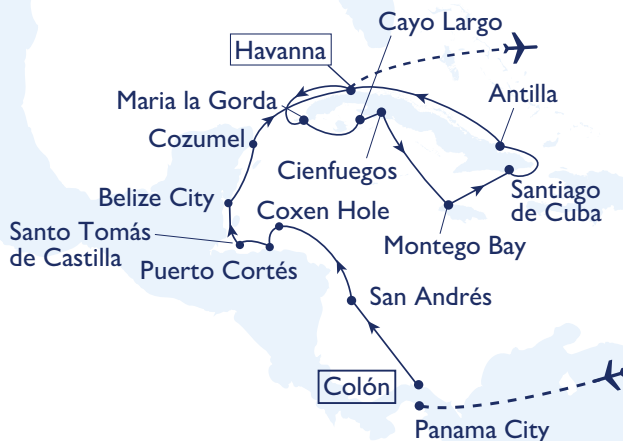 Cayo Largo
Havanna
Maria la Gorda
Antilla
Cozumel
Cienfuegos
Belize City
Santiago
de Cuba
Coxen Hole
Santo Tomás
de Castilla
Montego Bay
Puerto Cortés
San Andrés
Colón
Panama City